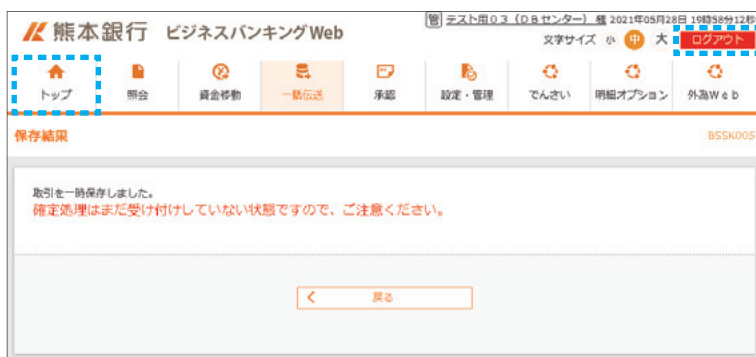 熊本銀行 ビジネスバンキングWeb
管 テスト用03(DBセンター) 様 2021年05月28日 19時58分12秒
文字サイズ 小 中 大 ログアウト
トップ 照会 資金移動 一括伝送 承認 設定・管理 でんさい 明細オプション 外為Web
保存結果 BSSK005
取引を一時保存しました。
確定処理はまだ受け付けしていない状態ですので、ご注意ください。
戻る